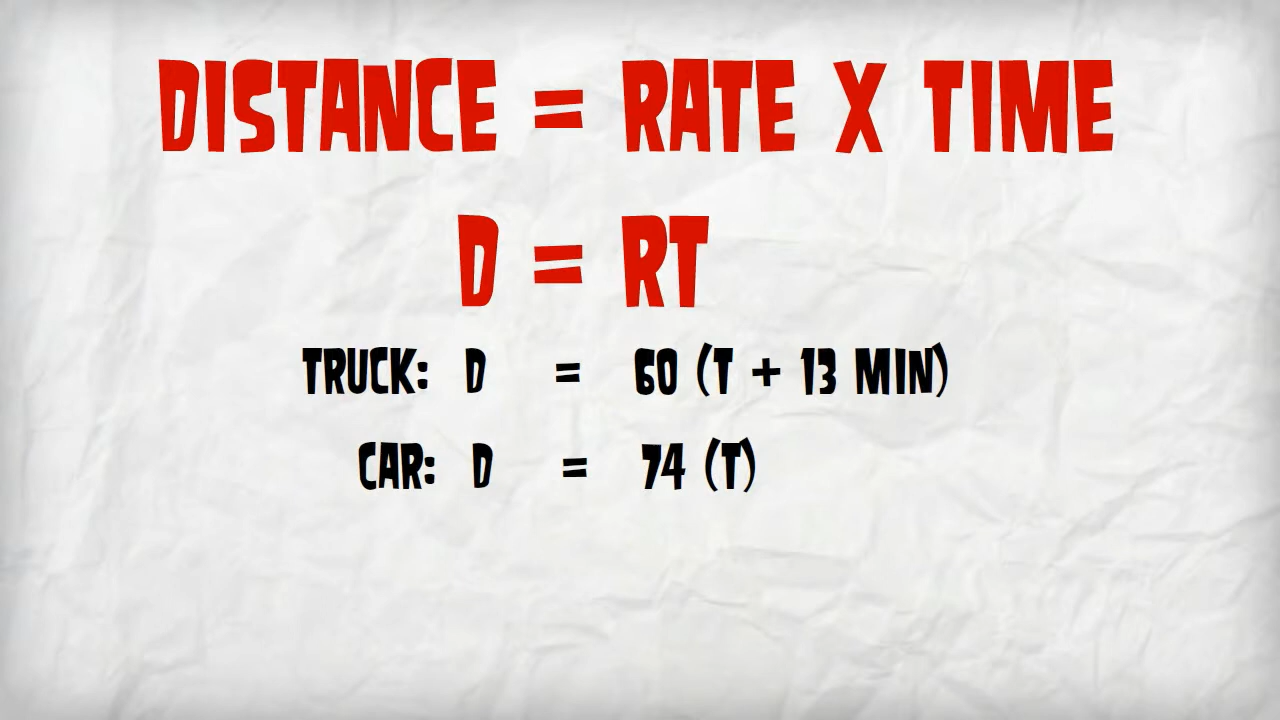 DISTANCE = RATE X TIME
D = RT
TRUCK: D = 60 (T + 13 MIN)
CAR: D = 74 (T)